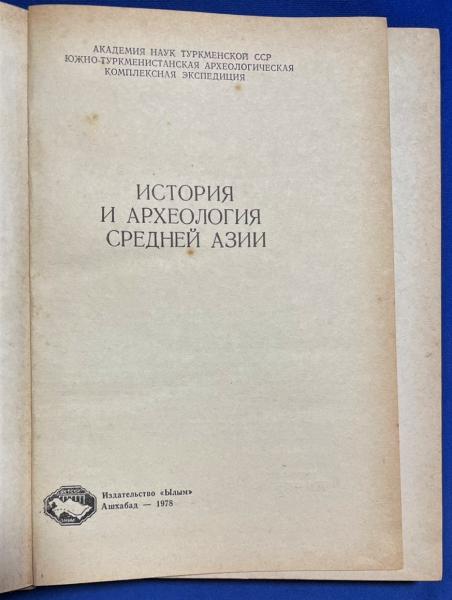 АКАДЕМИЯ НАУК ТУРКМЕНСКОЙ ССР
ЮЖНО-ТУРКМЕНИСТАНСКАЯ АРХЕОЛОГИЧЕСКАЯ
КОМПЛЕКСНАЯ ЭКСПЕДИЦИЯ
ИСТОРИЯ
И АРХЕОЛОГИЯ
СРЕДНЕЙ АЗИИ
Издательство «Ылым»
Ашхабад — 1978